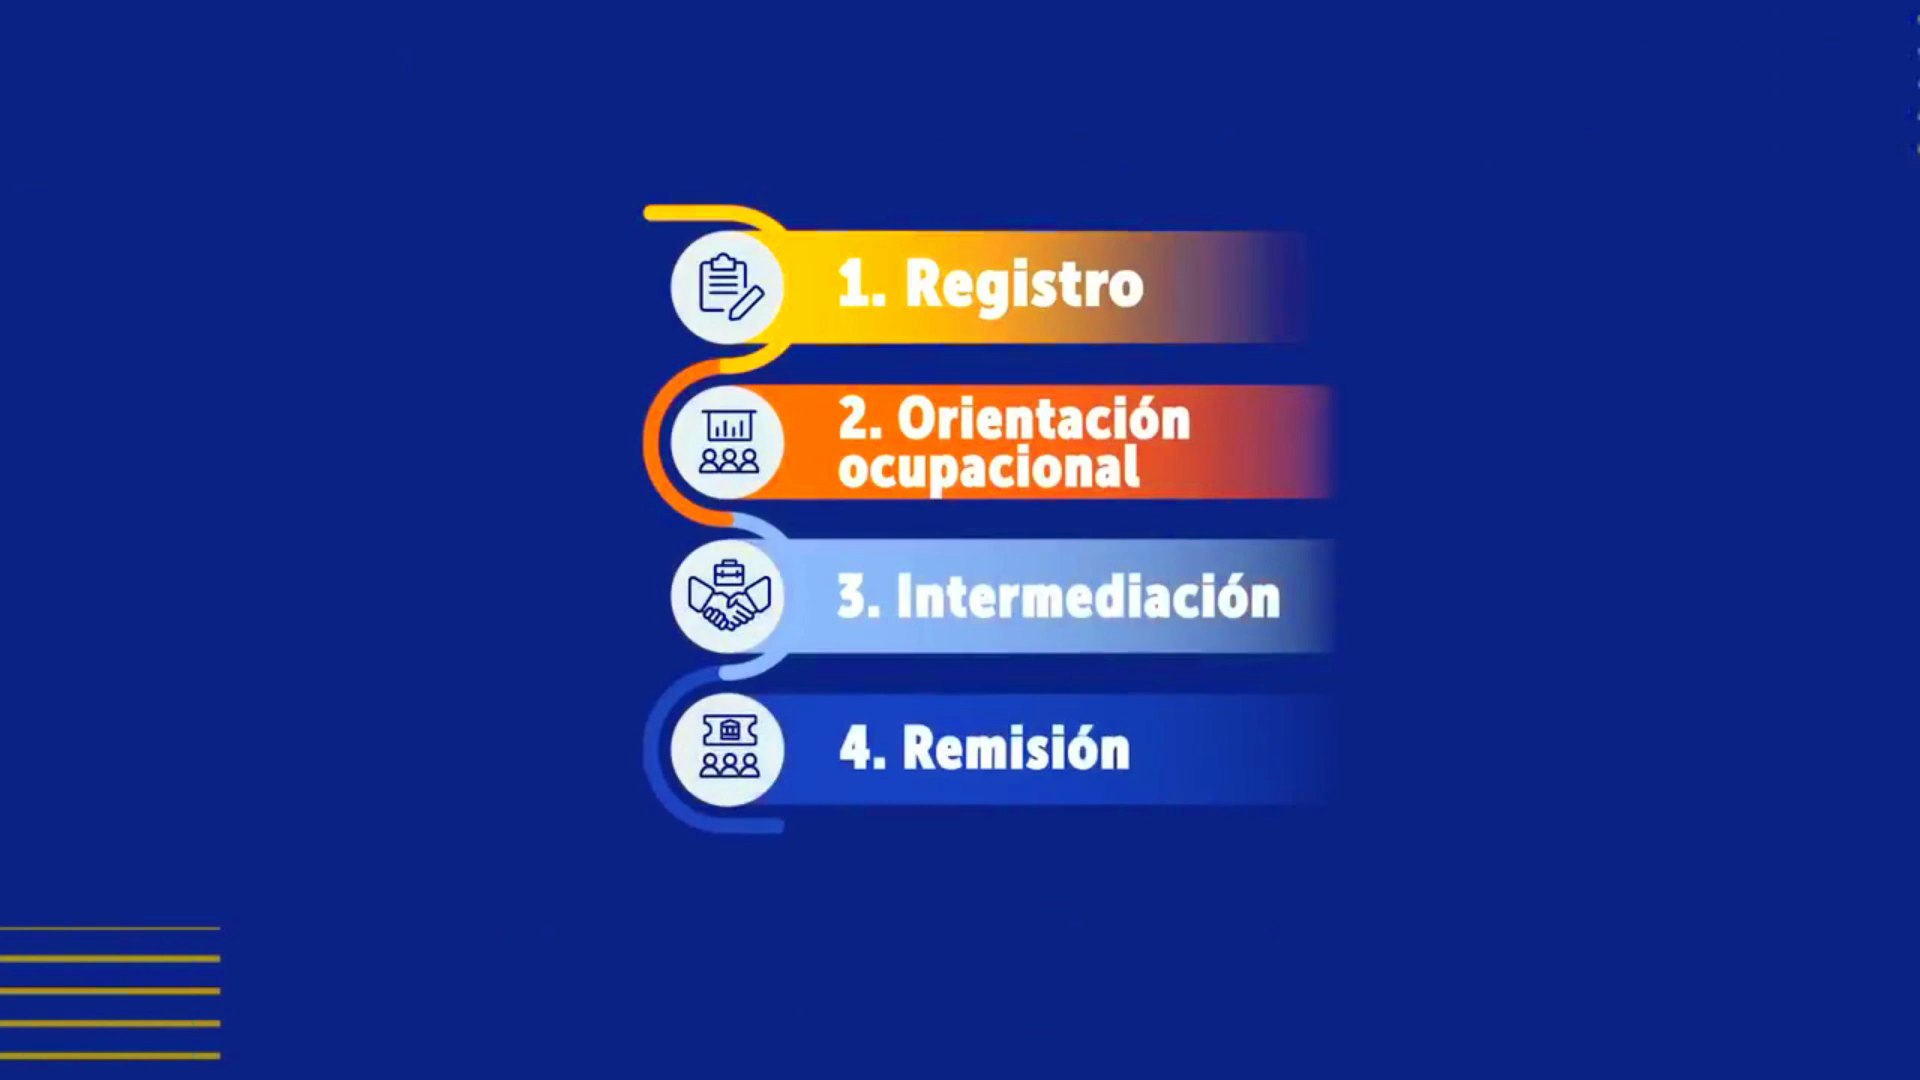 1. Registro
2. Orientación
ocupacional
3. Intermediación
4. Remisión